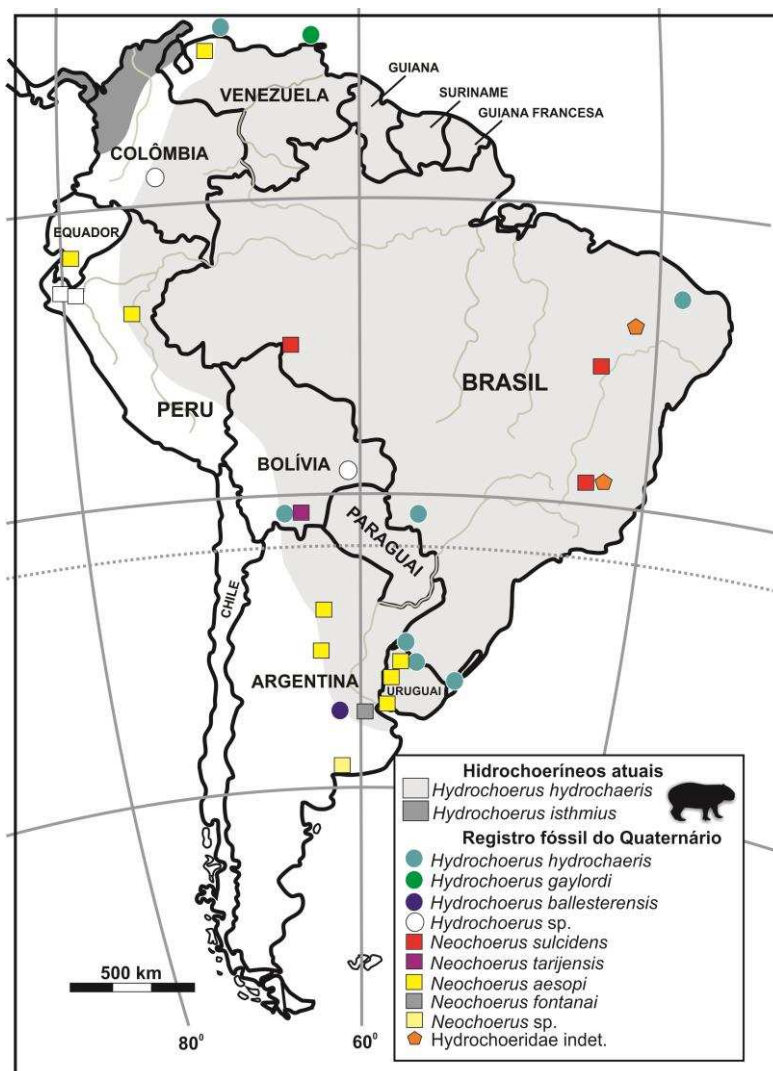 GUIANA
SURINAME
GUIANA FRANCESA
VENEZUELA
COLÔMBIA
EQUADOR
BRASIL
PERU
BOLÍVIA
PARAGUAI
CHILE
ARGENTINA
URUGUAI
500 km
80⁰
60⁰
Hidrochoeríneos atuais
Hydrochoerus hydrochaeris
Hydrochoerus isthmius
Registro fóssil do Quaternário
Hydrochoerus hydrochaeris
Hydrochoerus gaylordi
Hydrochoerus ballesterensis
Hydrochoerus sp.
Neochoerus sulcidens
Neochoerus tarijensis
Neochoerus aesopi
Neochoerus fontanai
Neochoerus sp.
Hydrochoeridae indet.